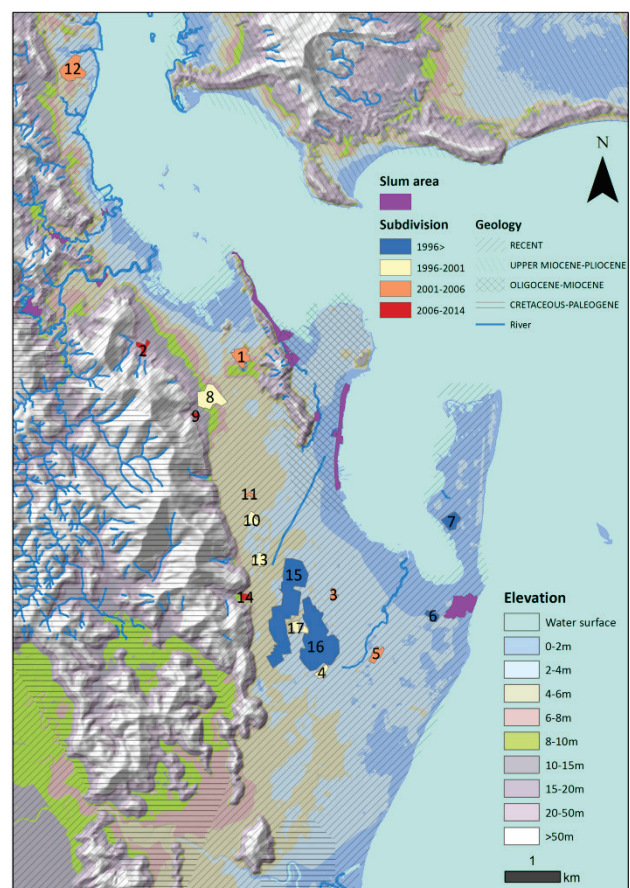 12
N
Slum area
Subdivision
1996>
1996-2001
2001-2006
2006-2014
Geology
RECENT
UPPER MIOCENE-PLIOCENE
OLIGOCENE-MIOCENE
CRETACEOUS-PALEOGENE
River
2
1
8
9
11
10
7
13
15
14
3
6
17
16
5
4
Elevation
Water surface
0-2m
2-4m
4-6m
6-8m
8-10m
10-15m
15-20m
20-50m
>50m
1
km